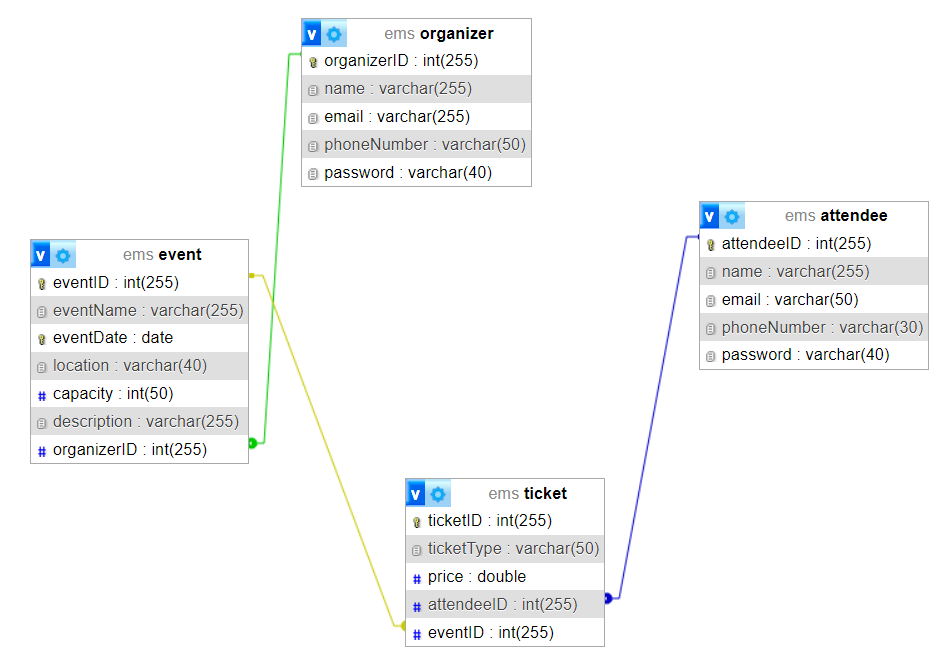 v ems organizer
organizerID : int(255)
name : varchar(255)
email : varchar(255)
phoneNumber : varchar(50)
password : varchar(40)
v ems attendee
attendeeID : int(255)
name : varchar(255)
email : varchar(50)
phoneNumber : varchar(30)
password : varchar(40)
v ems event
eventID : int(255)
eventName : varchar(255)
eventDate : date
location : varchar(40)
# capacity : int(50)
description : varchar(255)
# organizerID : int(255)
v ems ticket
ticketID : int(255)
ticketType : varchar(50)
# price : double
# attendeeID : int(255)
# eventID : int(255)